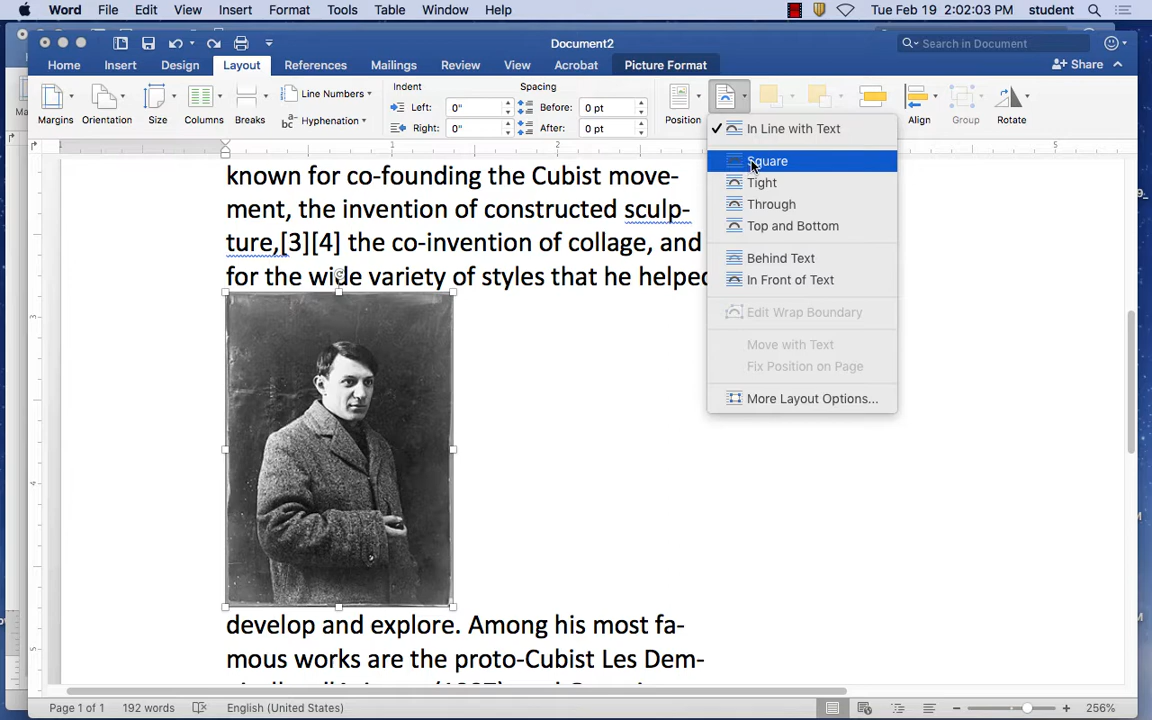 Word File Edit View Insert Format Tools Table Window Help Tue Feb 19 2:02:03 PM student
Document2
Search in Document
Home Insert Design Layout References Mailings Review View Acrobat Picture Format Share
Margins Orientation Size Columns Breaks
Line Numbers
Hyphenation
Indent
Left: 0"
Right: 0"
Spacing
Before: 0 pt
After: 0 pt
Position
Align Group Rotate
In Line with Text
Square
Tight
Through
Top and Bottom
Behind Text
In Front of Text
Edit Wrap Boundary
Move with Text
Fix Position on Page
More Layout Options...
1 1 2 5
3
4
5
known for co-founding the Cubist move-
ment, the invention of constructed sculp-
ture,[3][4] the co-invention of collage, and
for the wide variety of styles that he helped
develop and explore. Among his most fa-
mous works are the proto-Cubist Les Dem-
Page 1 of 1 192 words English (United States) 256%